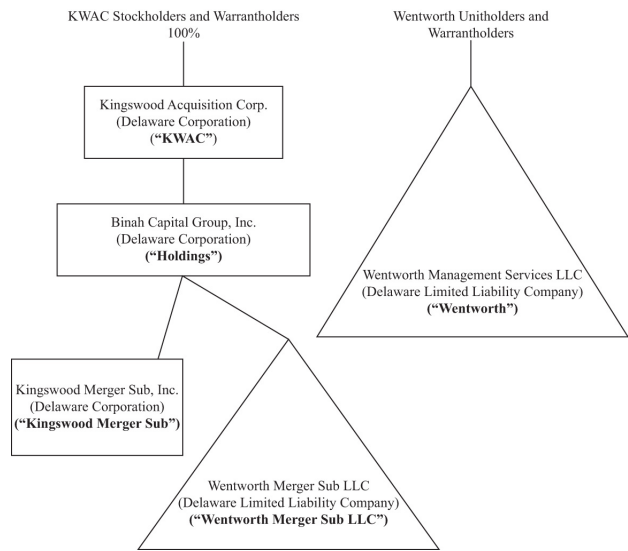 KWAC Stockholders and Warrantholders
100%
Kingswood Acquisition Corp.
(Delaware Corporation)
(“KWAC”)
Binah Capital Group, Inc.
(Delaware Corporation)
(“Holdings”)
Kingswood Merger Sub, Inc.
(Delaware Corporation)
(“Kingswood Merger Sub”)
Wentworth Merger Sub LLC
(Delaware Limited Liability Company)
(“Wentworth Merger Sub LLC”)
Wentworth Unitholders and
Warrantholders
Wentworth Management Services LLC
(Delaware Limited Liability Company)
(“Wentworth”)